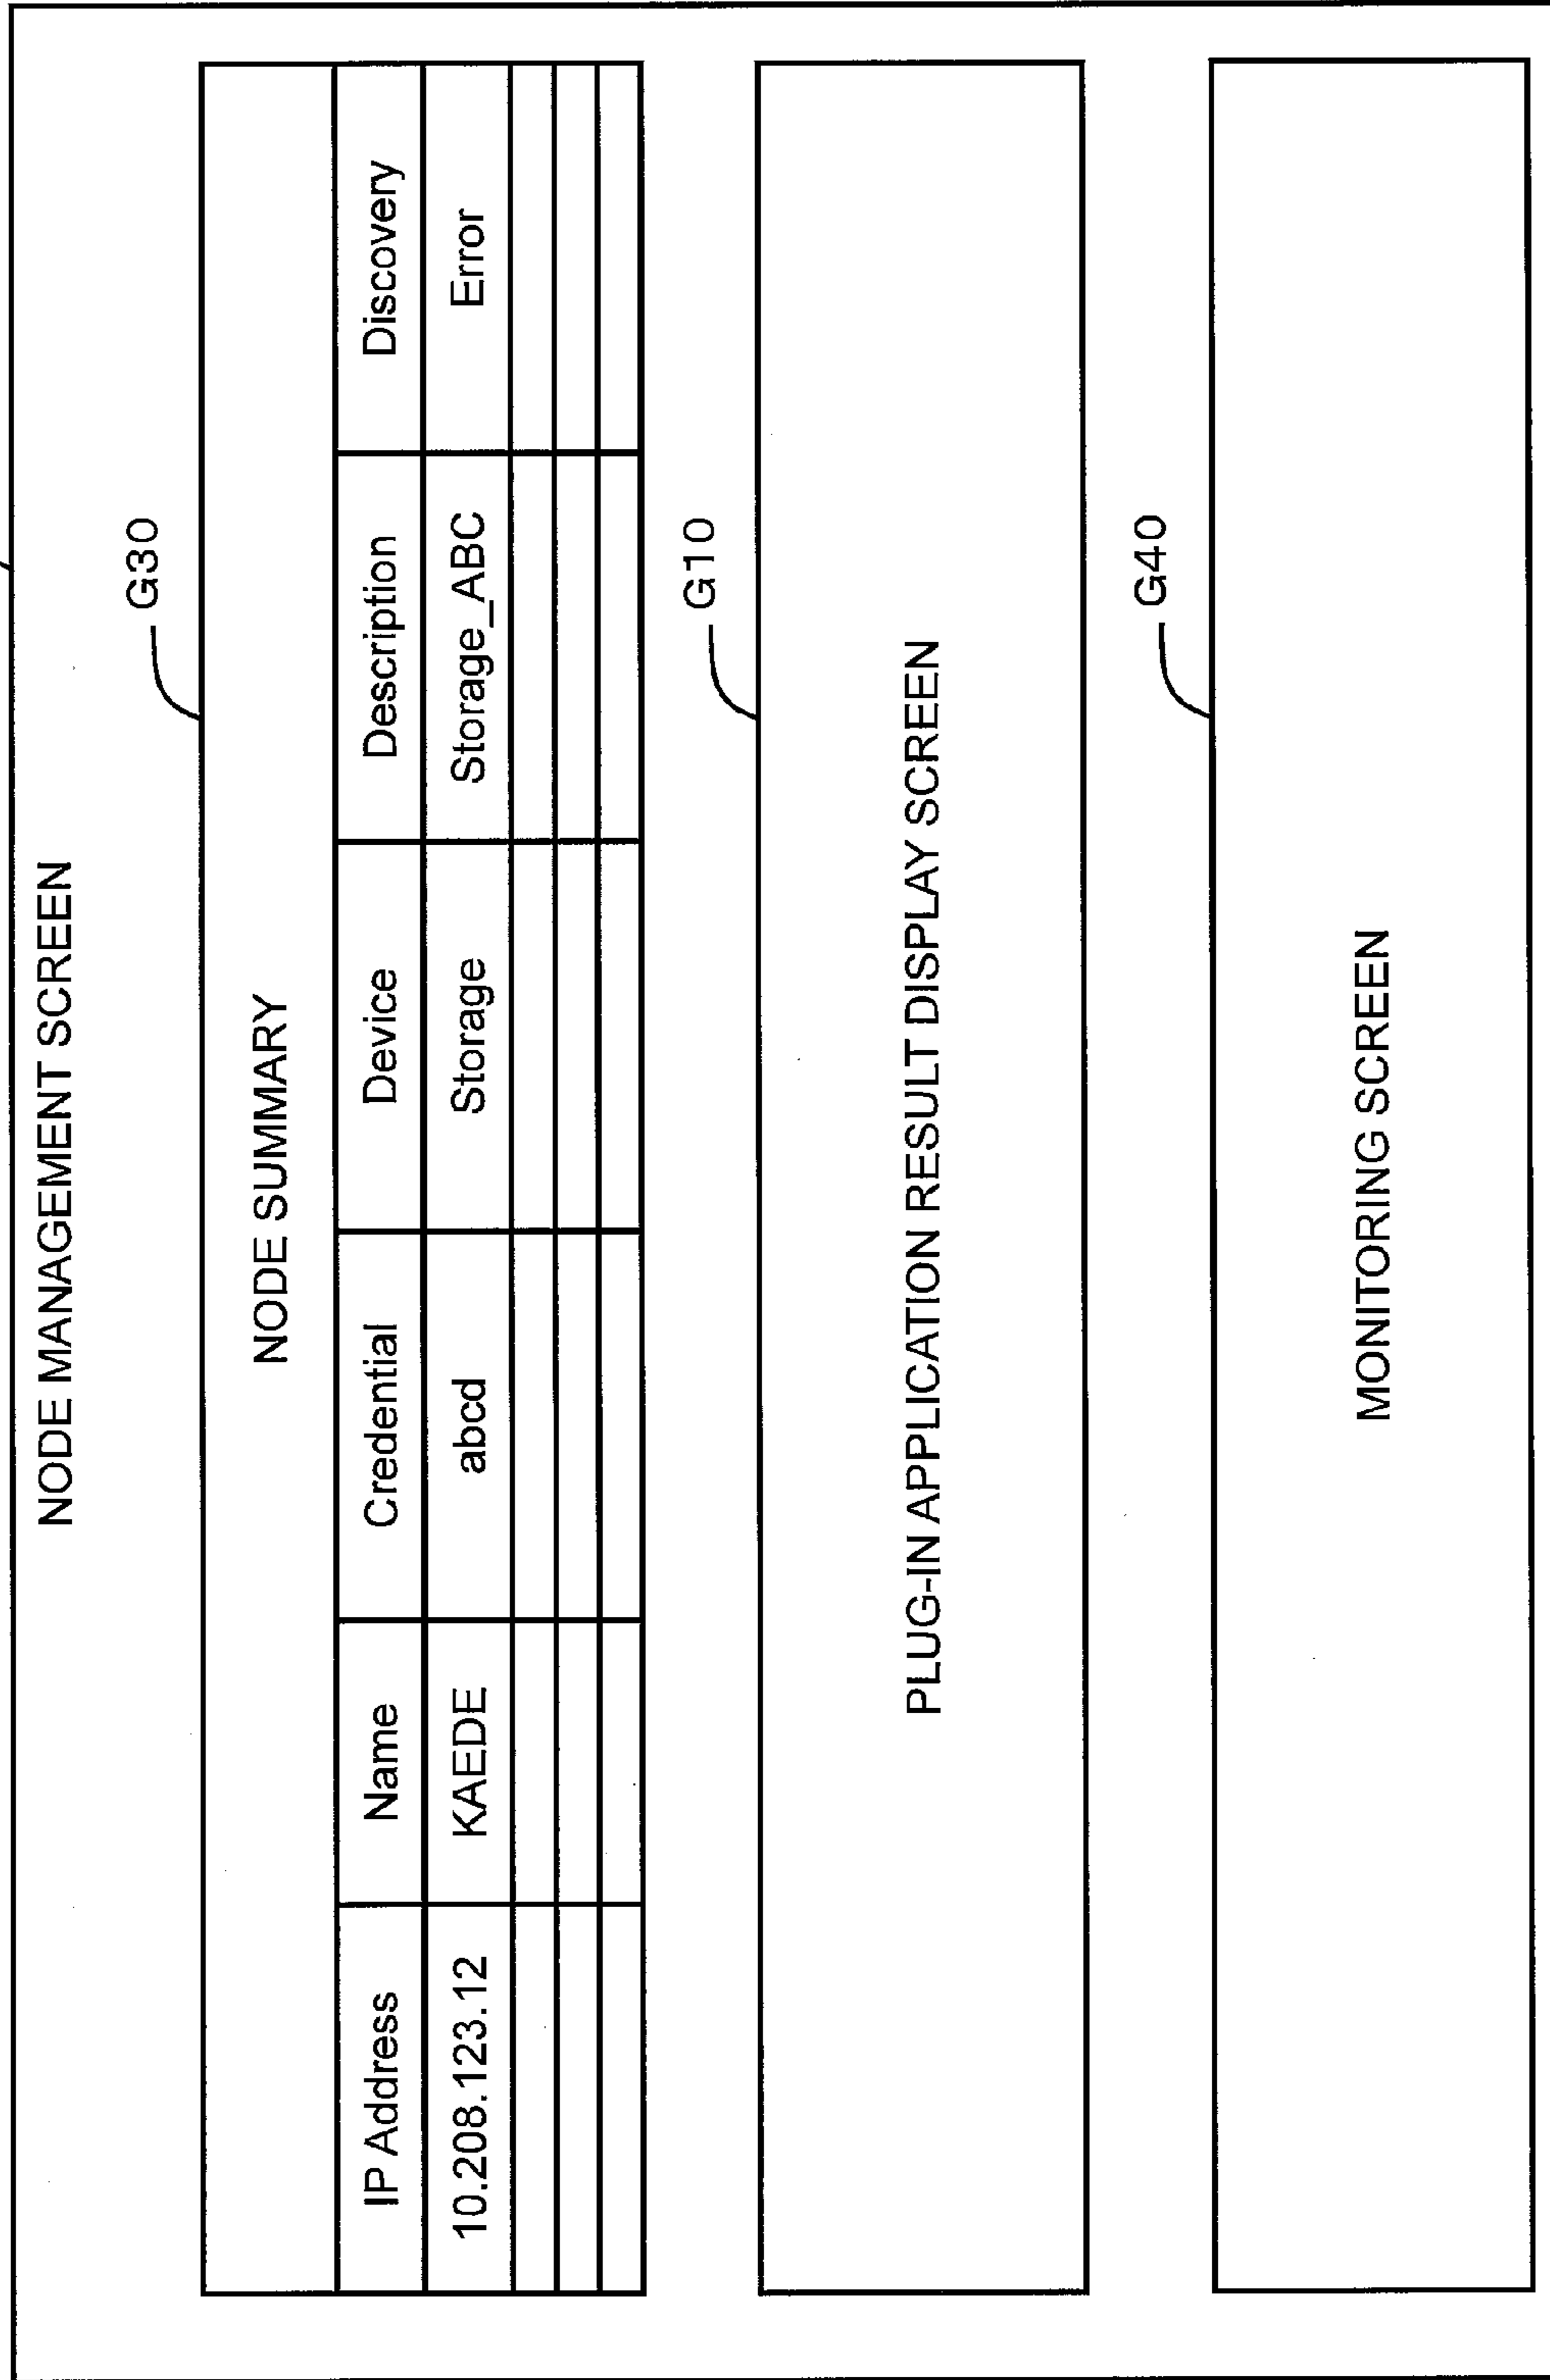 NODE MANAGEMENT SCREEN
G30
NODE SUMMARY
IP Address Name Credential Device Description Discovery
10.208.123.12 KAEDE abcd Storage Storage_ABC Error
G10
PLUG-IN APPLICATION RESULT DISPLAY SCREEN
G40
MONITORING SCREEN